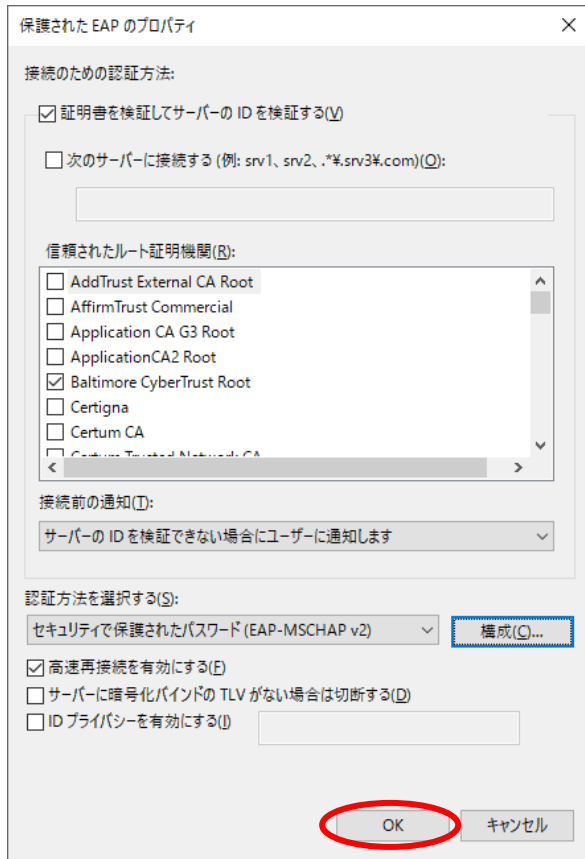 保護された EAP のプロパティ
接続のための認証方法:
証明書を検証してサーバーの ID を検証する(V)
次のサーバーに接続する (例: srv1、srv2、.*¥.srv3¥.com)(O):
信頼されたルート証明機関(R):
AddTrust External CA Root
AffirmTrust Commercial
Application CA G3 Root
ApplicationCA2 Root
Baltimore CyberTrust Root
Certigna
Certum CA
Certum Trusted Network CA
接続前の通知(T):
サーバーの ID を検証できない場合にユーザーに通知します
認証方法を選択する(S):
セキュリティで保護されたパスワード (EAP-MSCHAP v2)
構成(C)...
高速再接続を有効にする(F)
サーバーに暗号化バインドの TLV がない場合は切断する(D)
ID プライバシーを有効にする(I)
OK
キャンセル